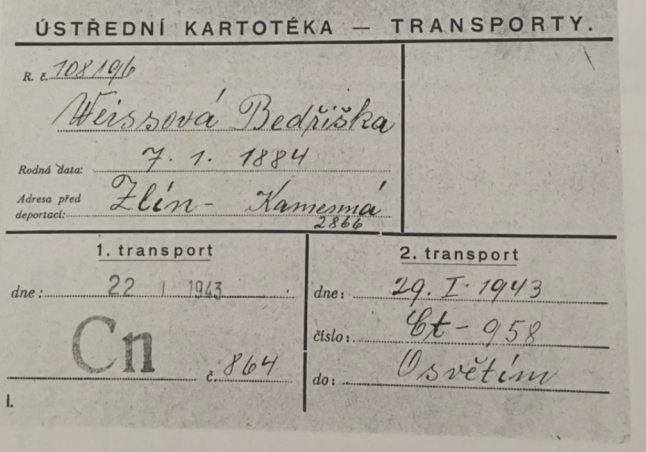 ÚSTŘEDNÍ KARTOTÉKA — TRANSPORTY.
R. č. 108196
Weissová Bedřiška
Rodná data: 7. 1. 1884
Adresa před deportací: Zlín - Kamenná
2866
1. transport
dne: 22 I 1943
Cn
č. 864
I.
2. transport
dne: 29. I. 1943
číslo: Ct - 958
do: Osvětim